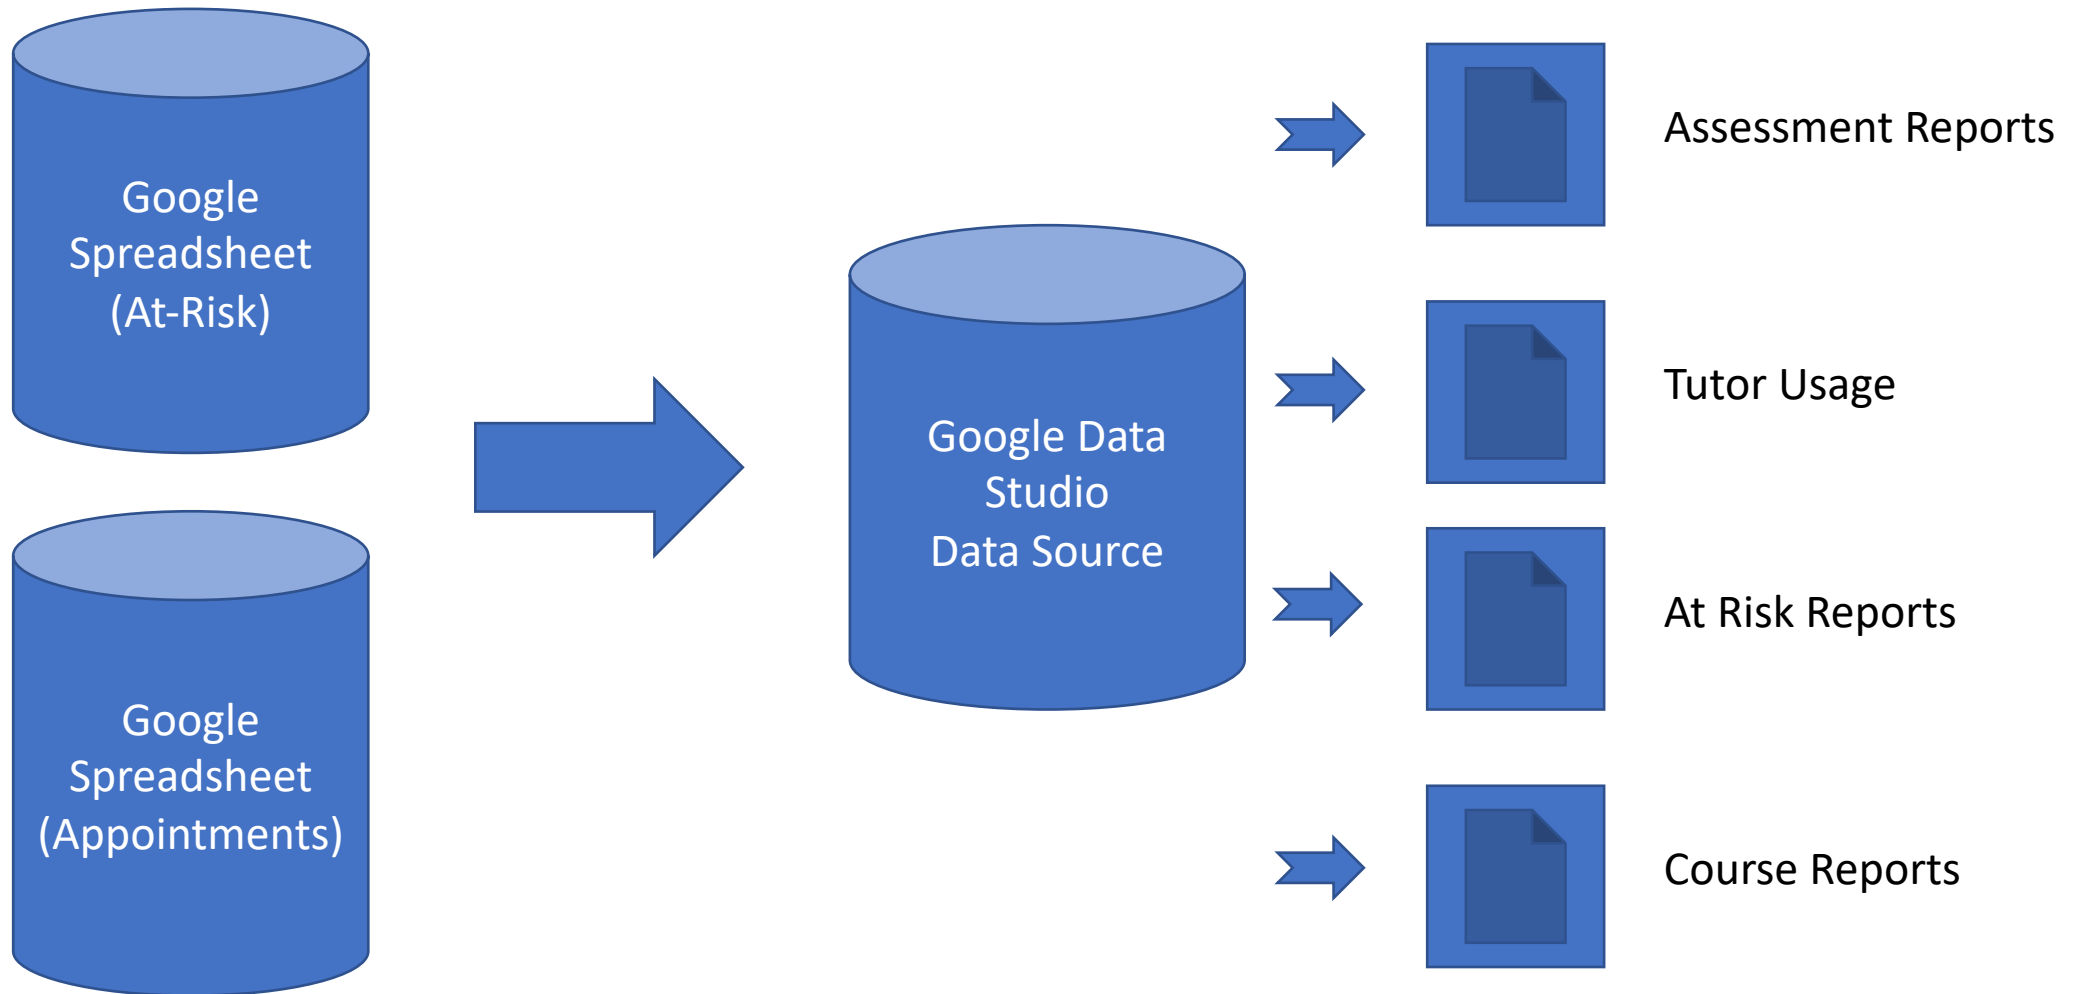 Google
Spreadsheet
(At-Risk)
Google
Spreadsheet
(Appointments)
Google Data
Studio
Data Source
Assessment Reports
Tutor Usage
At Risk Reports
Course Reports